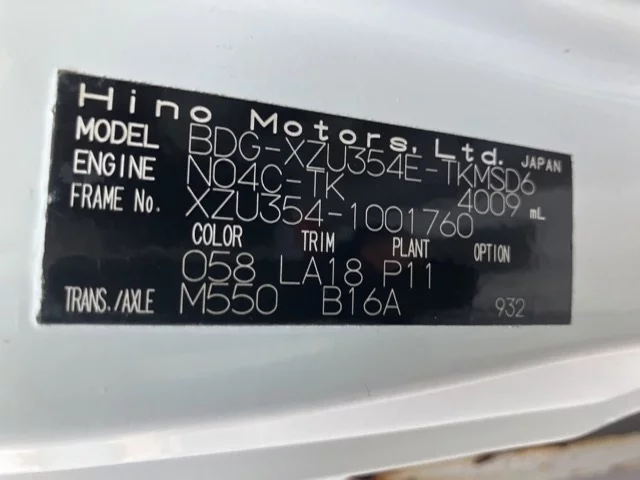 Hino Motors, Ltd. JAPAN
MODEL BDG-XZU354E-TKMSD6
ENGINE N04C-TK 4009 mL
FRAME No. XZU354-1001760
COLOR TRIM PLANT OPTION
058 LA18 P11
TRANS./AXLE M550 B16A 932